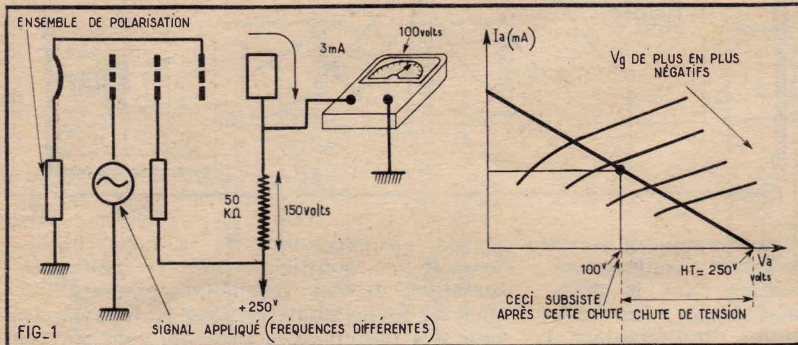 ENSEMBLE DE POLARISATION
3mA
100volts
50
KΩ
150volts
+250V
SIGNAL APPLIQUÉ (FRÉQUENCES DIFFÉRENTES)
FIG_1
Ia(mA)
Vg DE PLUS EN PLUS
NÉGATIFS
100V
HT= 250V
Va
volts
CECI SUBSISTE
APRÈS CETTE CHUTE
CHUTE DE TENSION